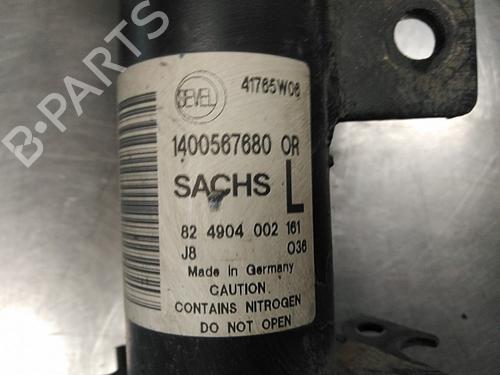 SEVEL
41765W06
1400567680 OR
SACHS L
82 4904 002 161
J8 036
Made in Germany
CAUTION
CONTAINS NITROGEN
DO NOT OPEN
B-PARTS